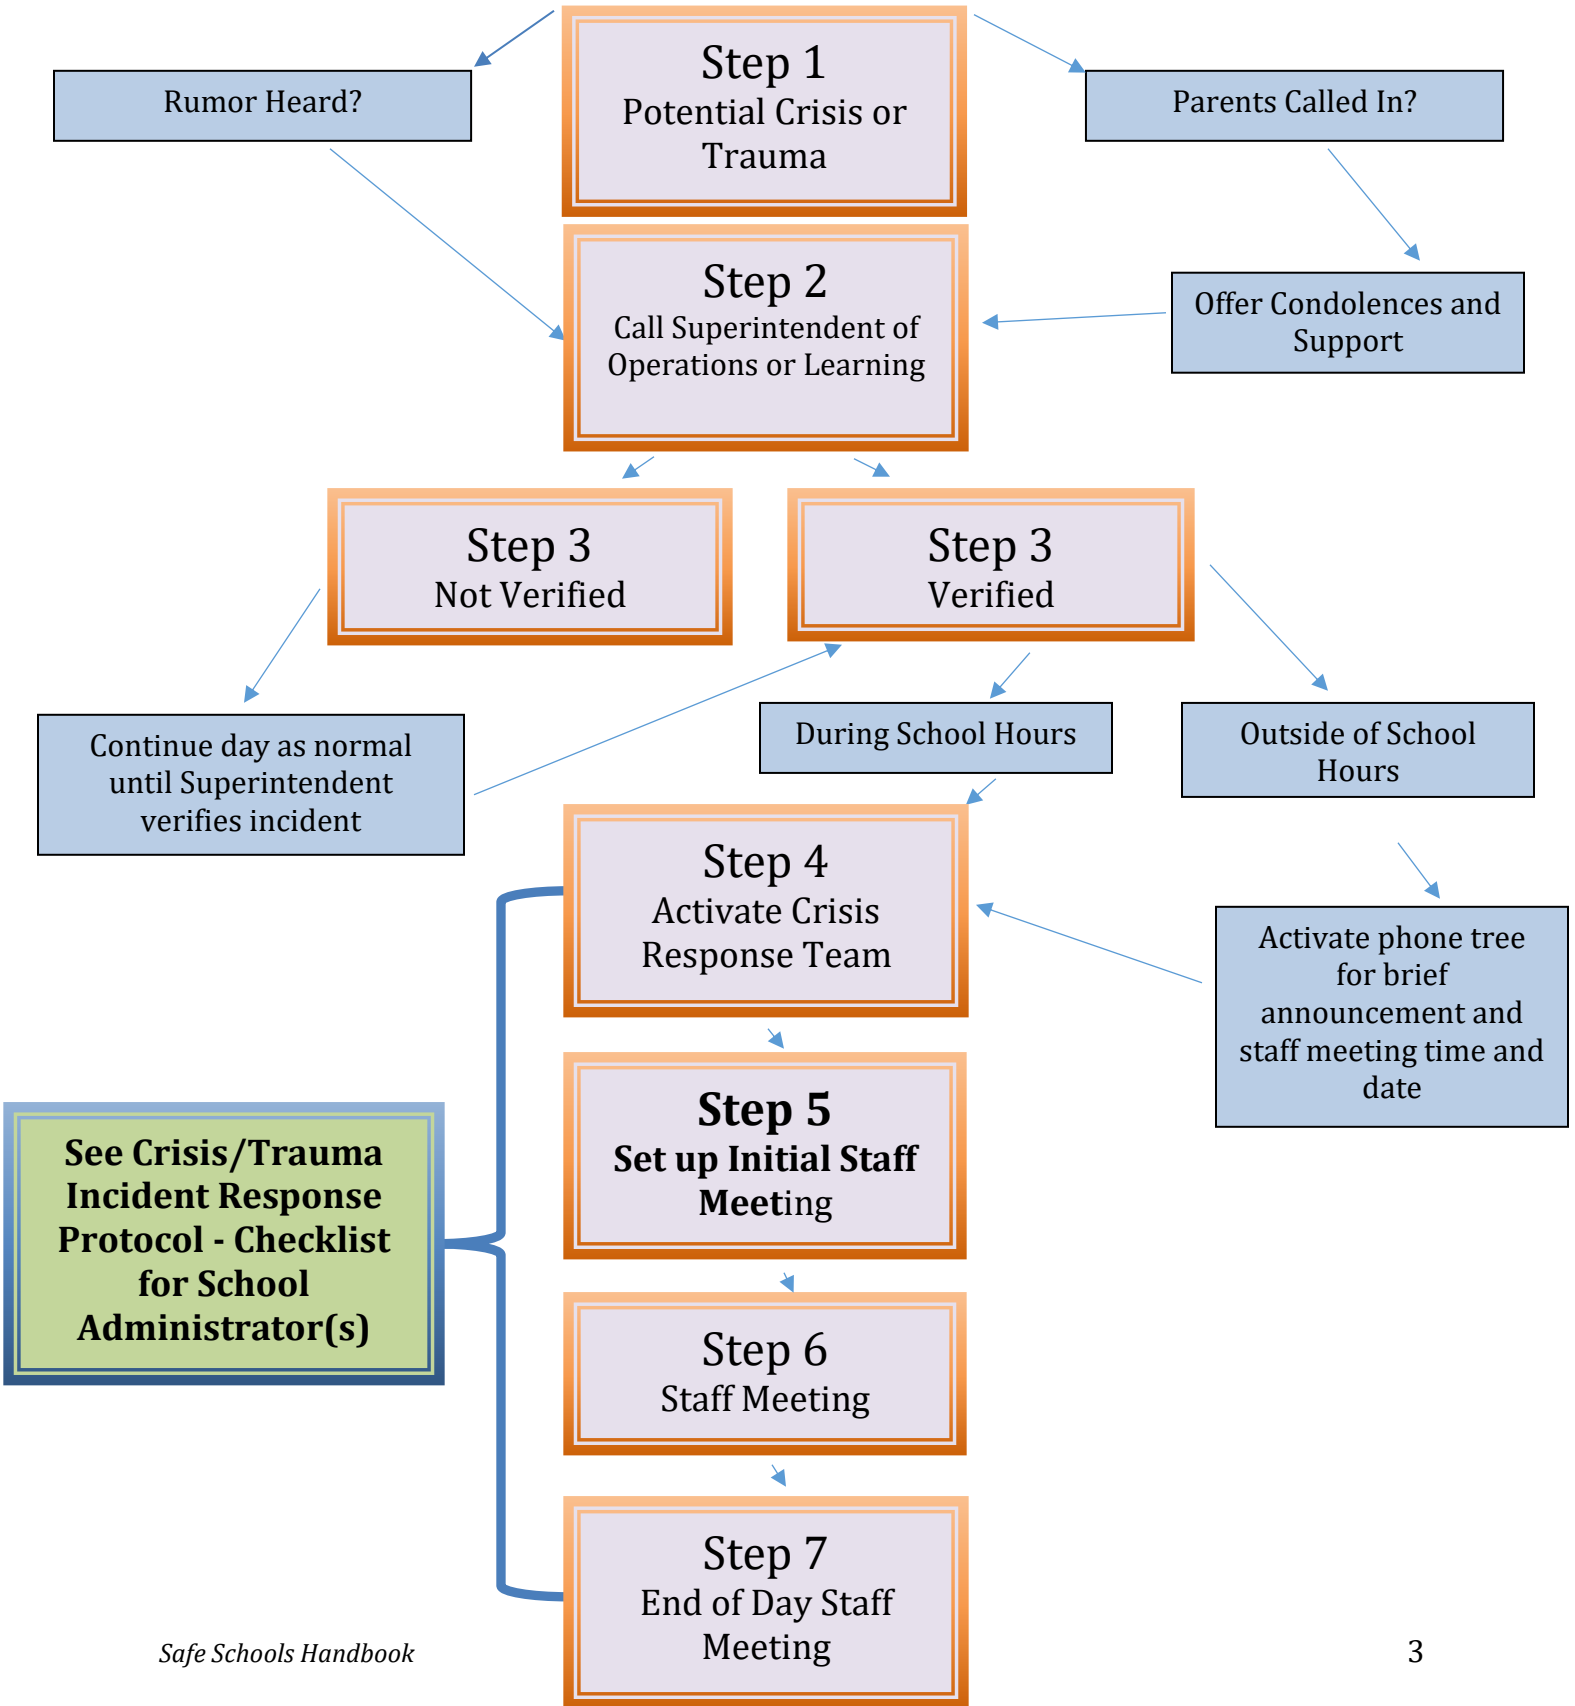 Step 1
Potential Crisis or
Trauma
Rumor Heard?
Parents Called In?
Step 2
Call Superintendent of
Operations or Learning
Offer Condolences and
Support
Step 3
Not Verified
Step 3
Verified
Continue day as normal
until Superintendent
verifies incident
During School Hours
Outside of School
Hours
Step 4
Activate Crisis
Response Team
Activate phone tree
for brief
announcement and
staff meeting time and
date
Step 5
Set up Initial Staff
Meeting
See Crisis/Trauma
Incident Response
Protocol - Checklist
for School
Administrator(s)
Step 6
Staff Meeting
Step 7
End of Day Staff
Meeting
Safe Schools Handbook
3